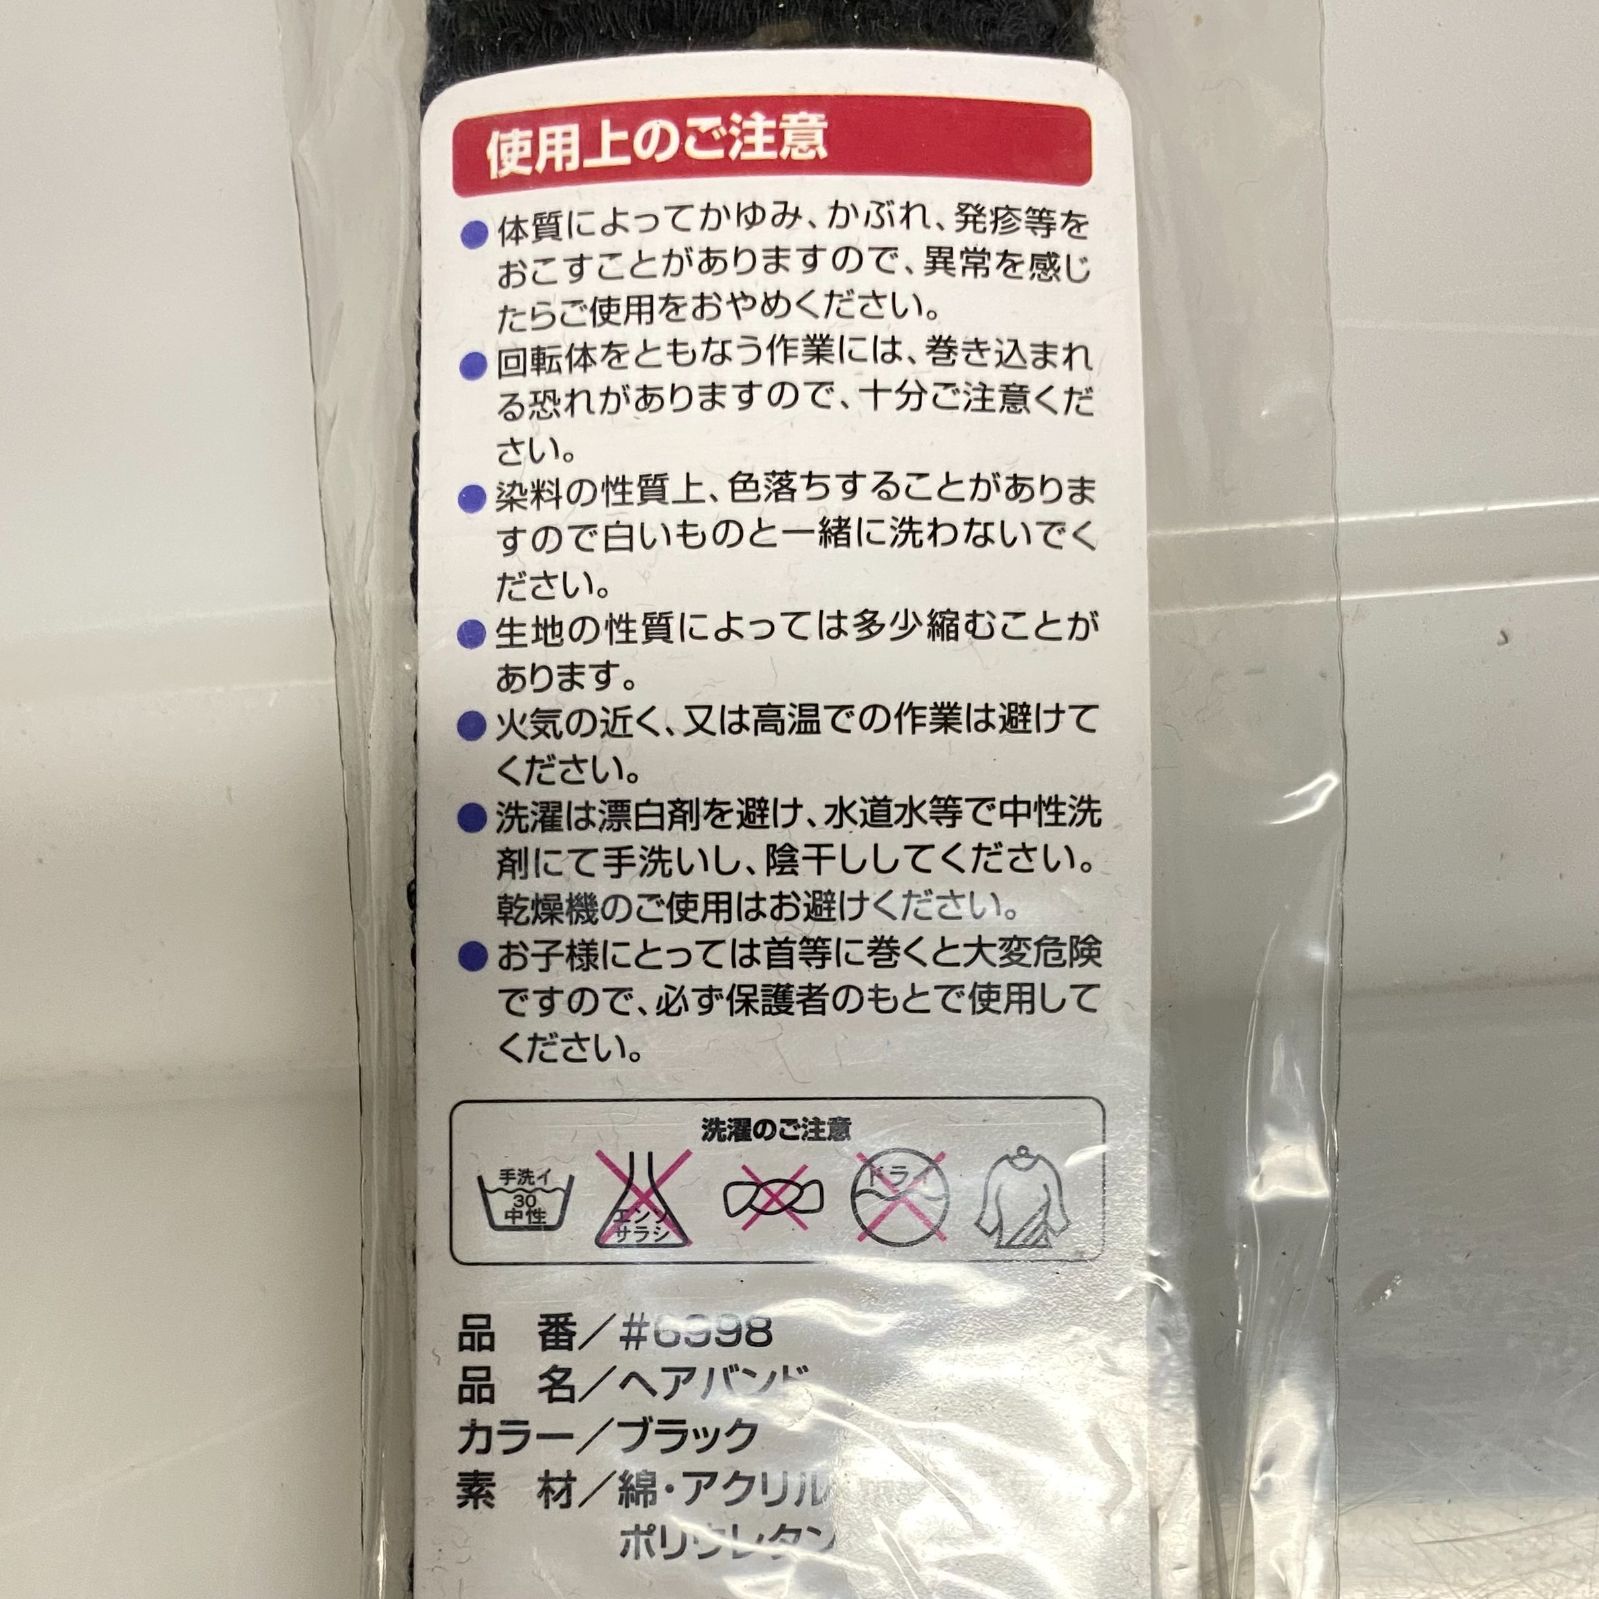 使用上のご注意
●体質によってかゆみ、かぶれ、発疹等を
おこすことがありますので、異常を感じ
たらご使用をおやめください。
●回転体をともなう作業には、巻き込まれ
る恐れがありますので、十分ご注意くだ
さい。
●染料の性質上、色落ちすることがありま
すので白いものと一緒に洗わないでく
ださい。
●生地の性質によっては多少縮むことが
あります。
●火気の近く、又は高温での作業は避けて
ください。
●洗濯は漂白剤を避け、水道水等で中性洗
剤にて手洗いし、陰干ししてください。
乾燥機のご使用はお避けください。
●お子様にとっては首等に巻くと大変危険
ですので、必ず保護者のもとで使用して
ください。
洗濯のご注意
手洗イ
30
中性
エンソ
サラシ
ドライ
品　番／#6998
品　名／ヘアバンド
カラー／ブラック
素　材／綿・アクリル
ポリウレタン